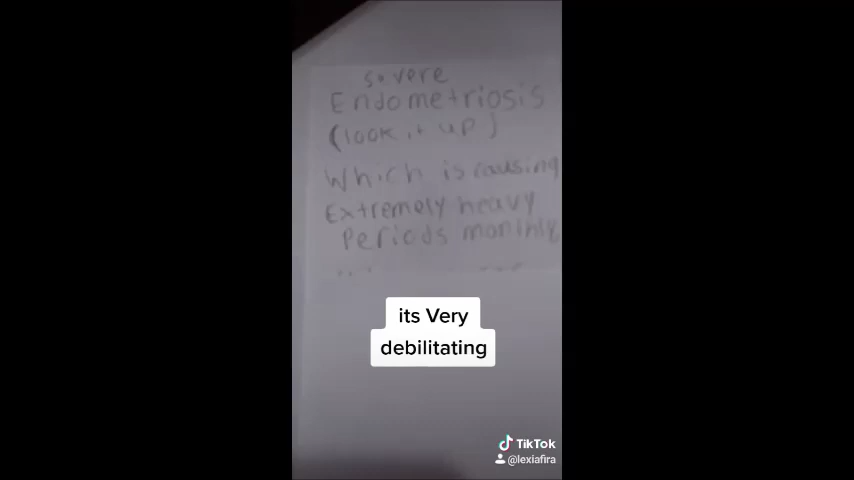 severe
Endometriosis
(look it up)
Which is causing
Extremely heavy
Periods monthly
its Very
debilitating
TikTok
@lexiafira